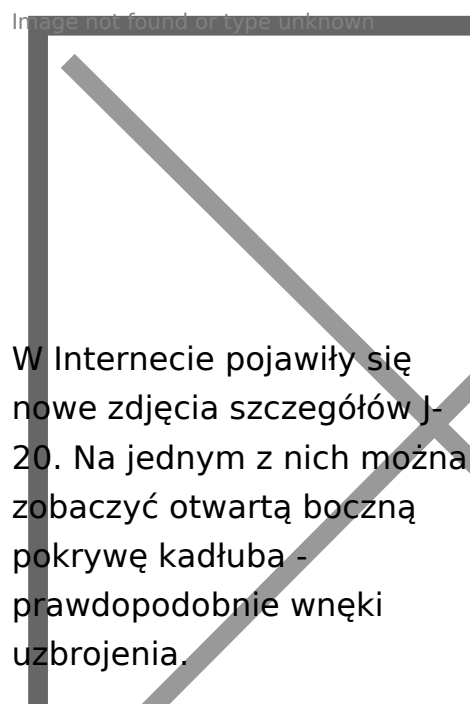 Image not found or type unknown
W Internecie pojawiły się
nowe zdjęcia szczegółów J-
20. Na jednym z nich można
zobaczyć otwartą boczną
pokrywę kadłuba -
prawdopodobnie wnęki
uzbrojenia.